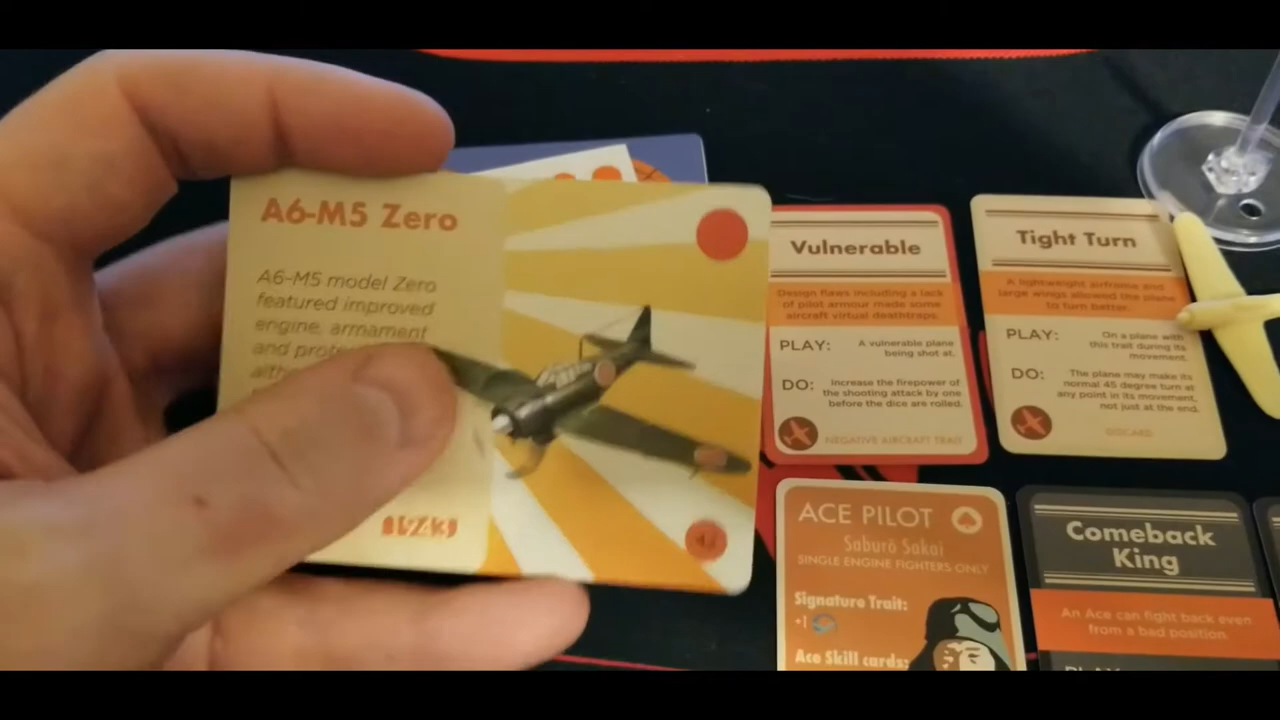 A6-M5 Zero
A6-M5 model Zero
featured improved
engine, armament
and
Vulnerable
Design flaws including a lack
of pilot armour made some
aircraft virtual deathtraps.
PLAY: A vulnerable plane
being shot at.
DO: Increase the firepower of
the shooting attack by one
before the dice are rolled.
NEGATIVE AIRCRAFT TRAIT
Tight Turn
A lightweight airframe and
large wings allowed the plane
to turn better.
PLAY: On a plane with
this trait during its
movement.
DO: The plane may make its
normal 45 degree turn at
any point in its movement,
not just at the end.
DISCARD
ACE PILOT
Saburō Sakai
SINGLE ENGINE FIGHTERS ONLY
Signature Trait:
+1
Ace Skill cards:
Comeback
King
An Ace can fight back even
from a bad position.